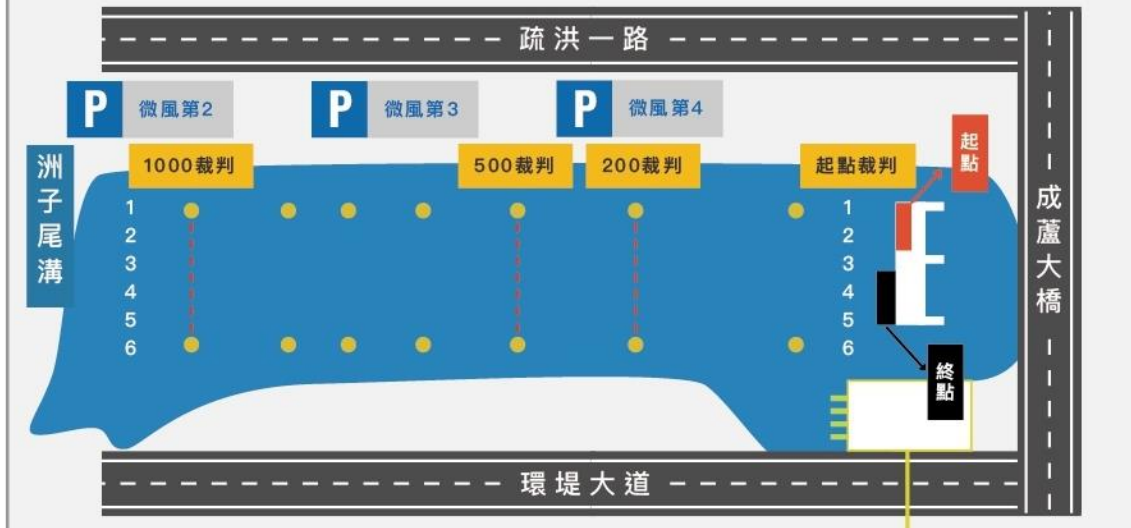 疏洪一路
P 微風第2
P 微風第3
P 微風第4
洲子尾溝
1000裁判
500裁判
200裁判
起點裁判
起點
成蘆大橋
1
2
3
4
5
6
1
2
3
4
5
6
終點
環堤大道